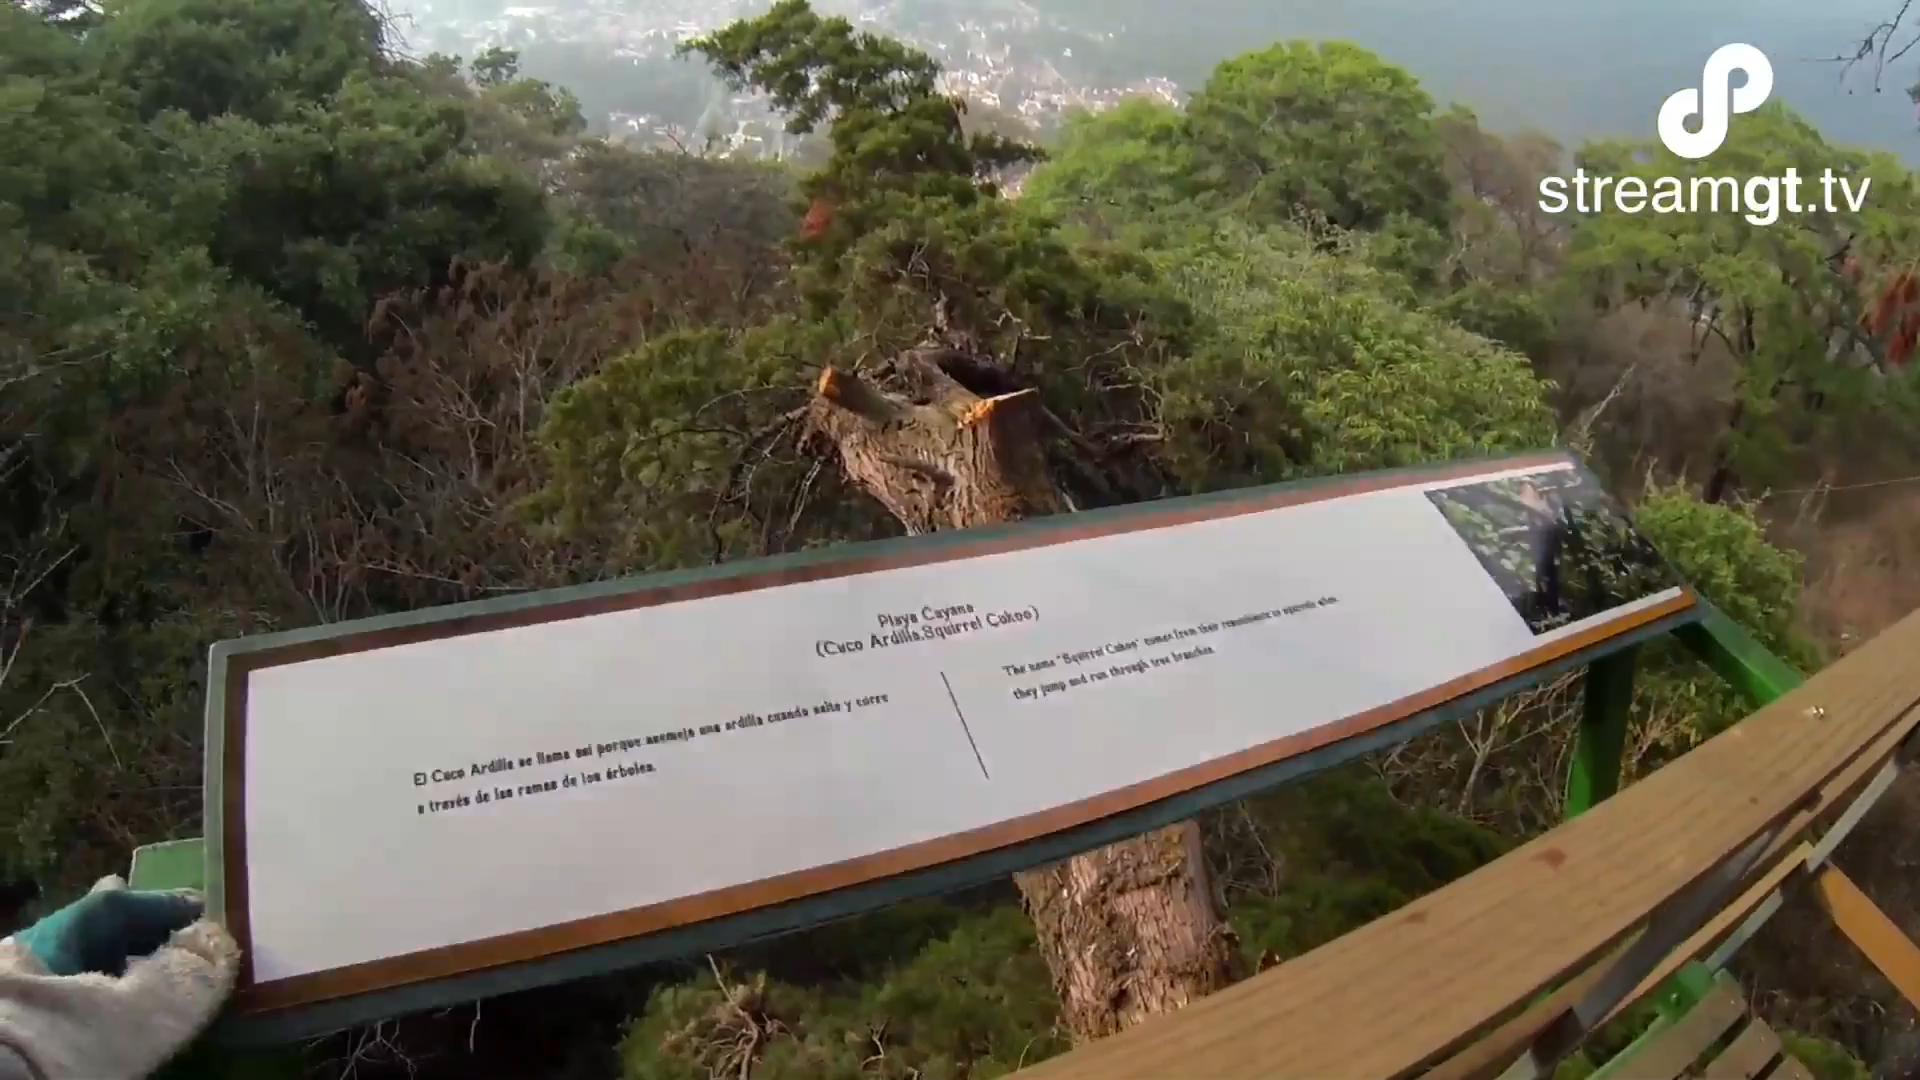 streamgt.tv
Playa Cayana
(Cuco Ardilla,Squirrel Cukoo)
El Cuco Ardilla se llama así porque asemeja una ardilla cuando salta y corre
a través de las ramas de los árboles.
The name "Squirrel Cukoo" comes from their resemblance to squirrels when
they jump and run through tree branches.